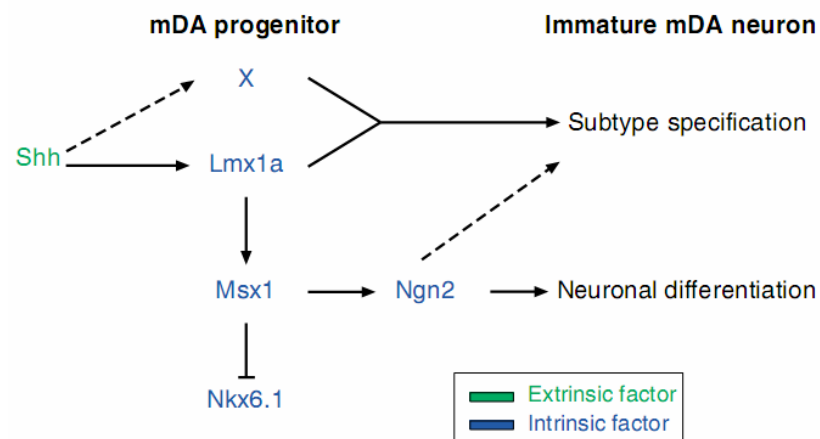 mDA progenitor Immature mDA neuron
X
Subtype specification
Shh
Lmx1a
Msx1 Ngn2 Neuronal differentiation
Nkx6.1
Extrinsic factor
Intrinsic factor